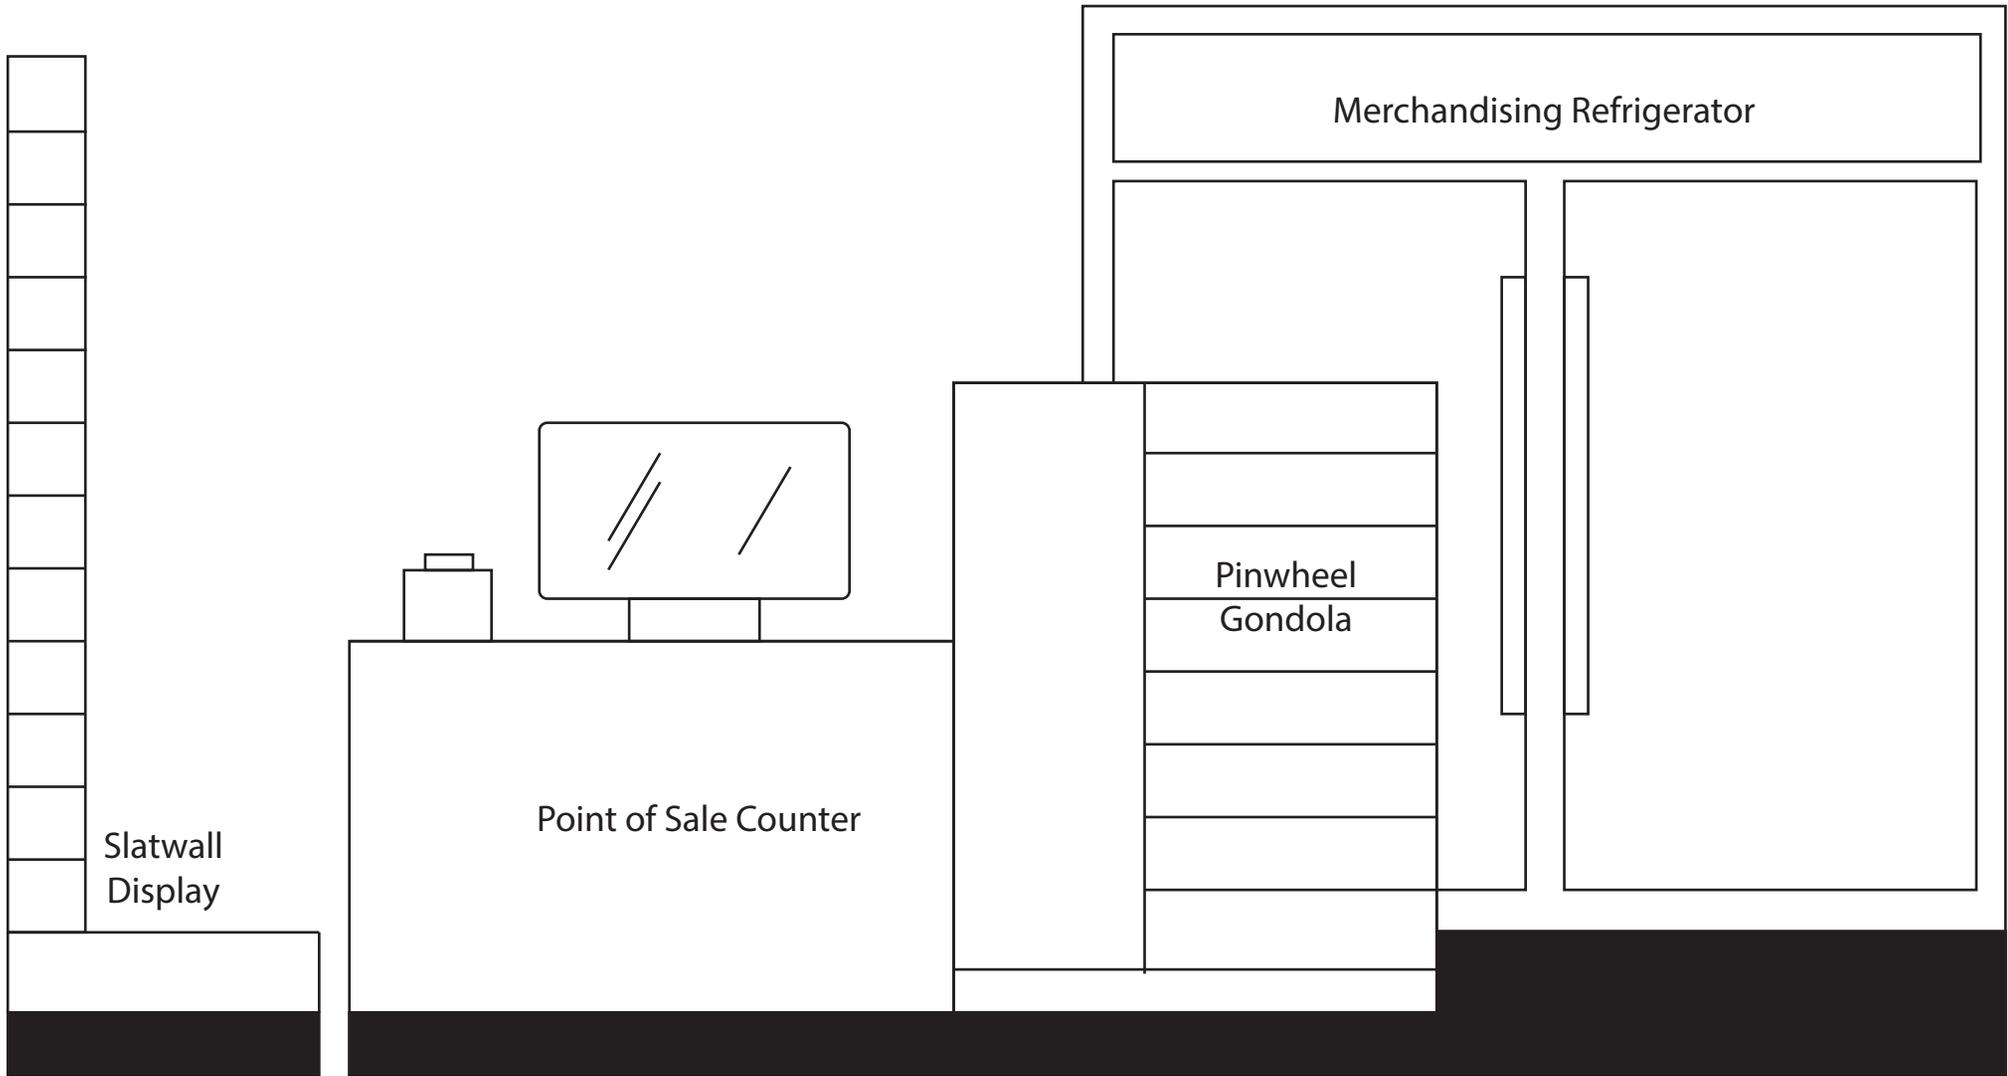 Merchandising Refrigerator
Pinwheel
Gondola
Point of Sale Counter
Slatwall
Display